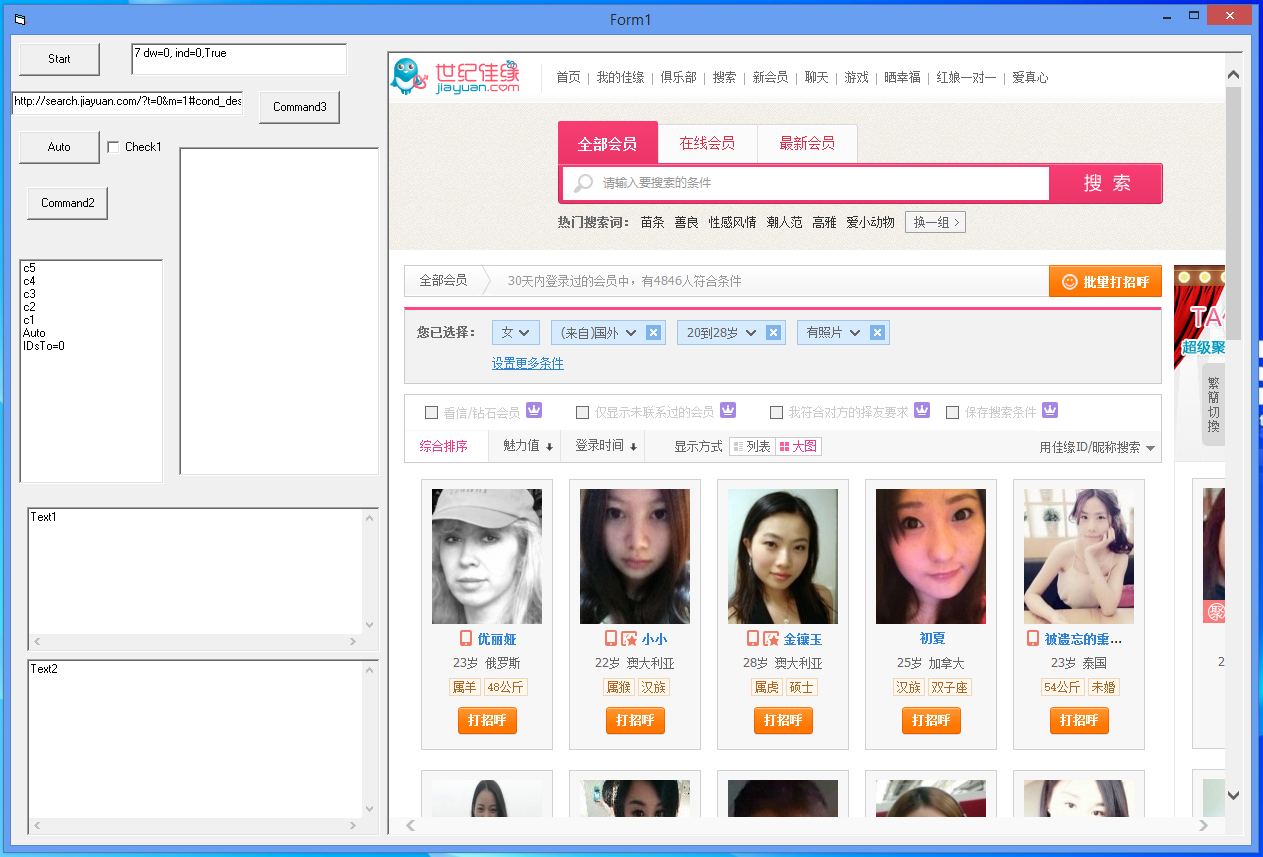 Form1
Start
7 dw=0, ind=0,True
http://search.jiayuan.com/?t=0&m=1#cond_des
Command3
Auto
Check1
Command2
c5
c4
c3
c2
c1
Auto
IDsTo=0
Text1
Text2
世纪佳缘
jiayuan.com
首页 | 我的佳缘 | 俱乐部 | 搜索 | 新会员 | 聊天 | 游戏 | 晒幸福 | 红娘一对一 | 爱真心
全部会员 在线会员 最新会员
请输入要搜索的条件 搜 索
热门搜索词： 苗条 善良 性感风情 潮人范 高雅 爱小动物 换一组 >
全部会员 30天内登录过的会员中，有4846人符合条件 批量打招呼
您已选择： 女 (来自)国外 20到28岁 有照片
设置更多条件
看信/钻石会员 仅显示未联系过的会员 我符合对方的择友要求 保存搜索条件
综合排序 魅力值 登录时间 显示方式 列表 大图 用佳缘ID/昵称搜索
超级聚
繁簡切換
优丽娅 小小 金镶玉 初夏 被遗忘的重...
23岁 俄罗斯 22岁 澳大利亚 28岁 澳大利亚 25岁 加拿大 23岁 泰国
属羊 48公斤 属猴 汉族 属虎 硕士 汉族 双子座 54公斤 未婚
打招呼 打招呼 打招呼 打招呼 打招呼